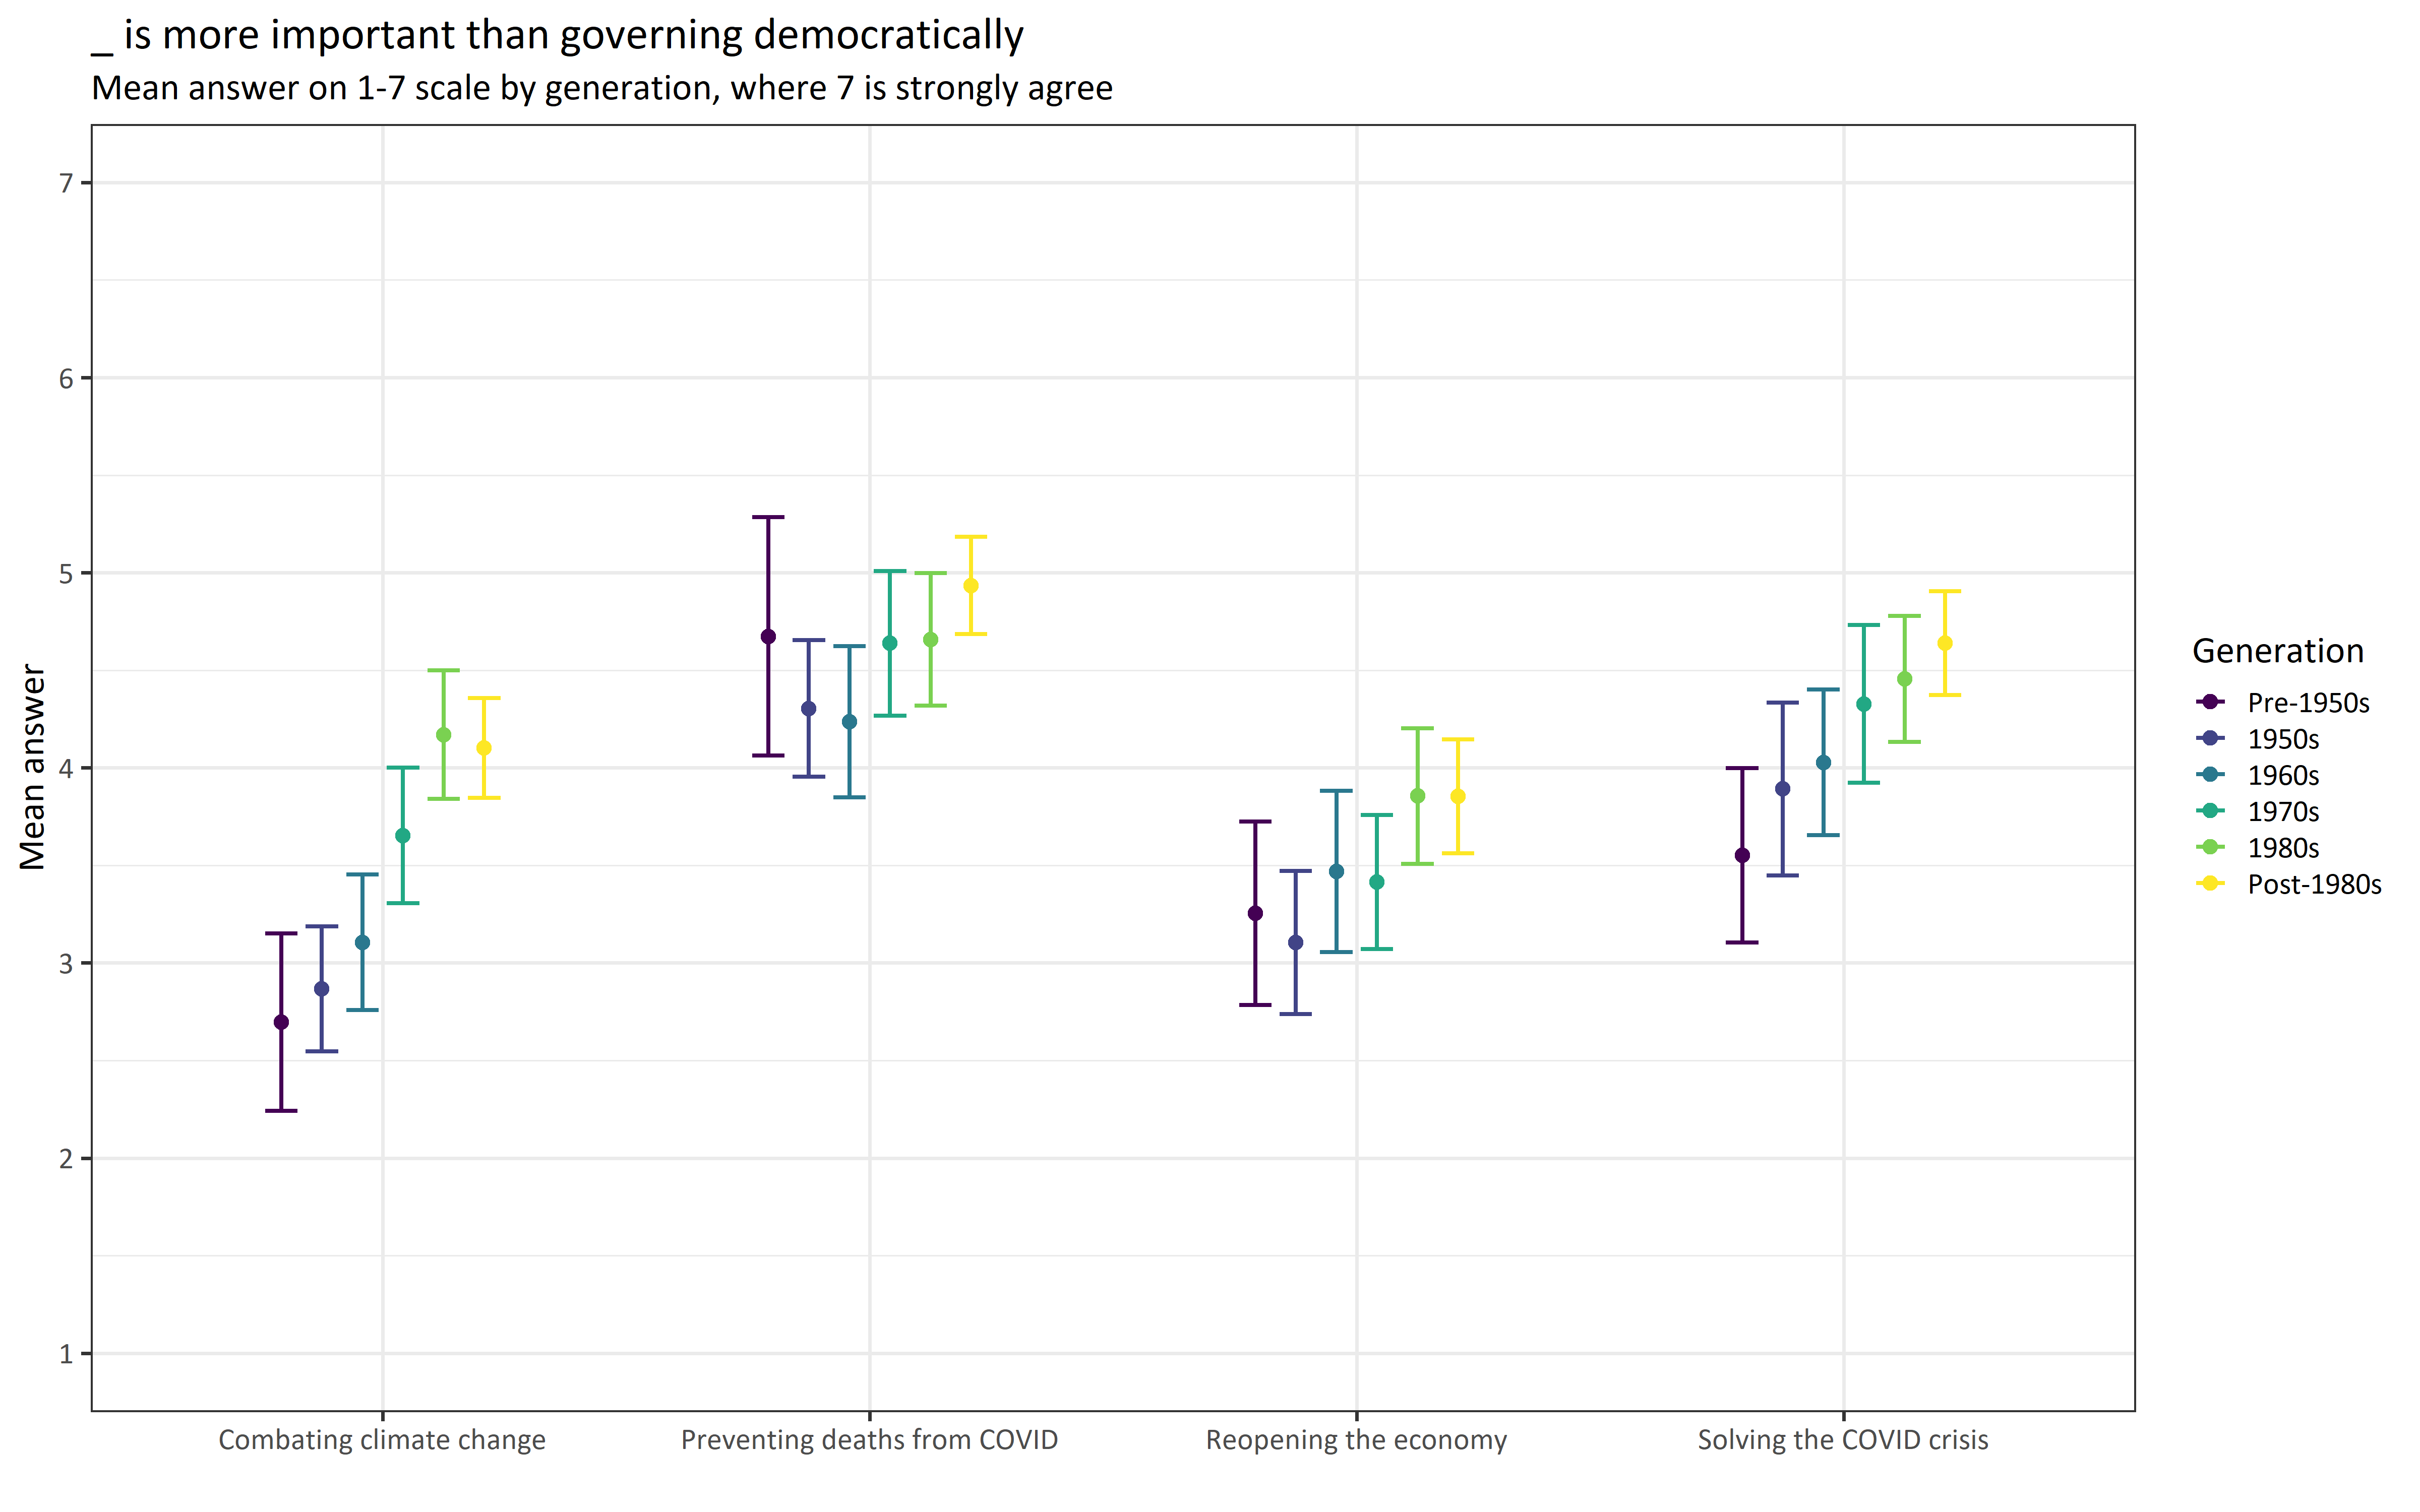 _ is more important than governing democratically
Mean answer on 1-7 scale by generation, where 7 is strongly agree
7
6
5
4
3
2
1
Mean answer
Combating climate change
Preventing deaths from COVID
Reopening the economy
Solving the COVID crisis
Generation
Pre-1950s
1950s
1960s
1970s
1980s
Post-1980s